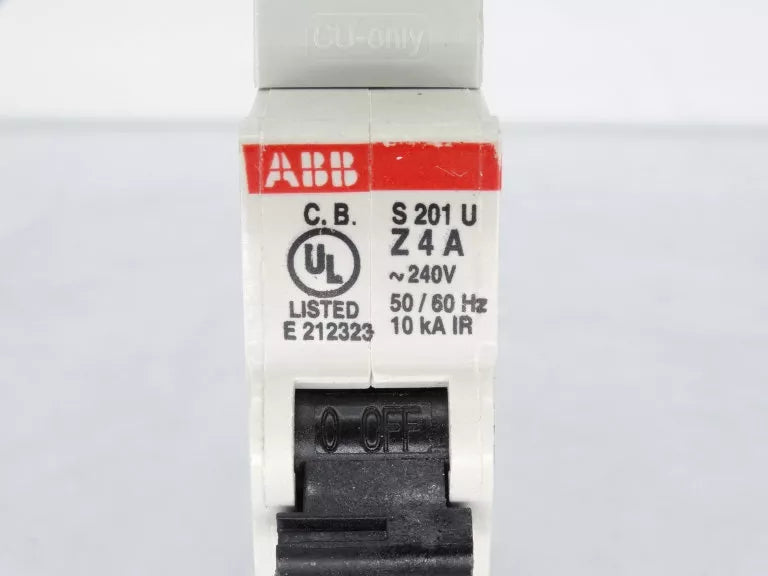 CU-only
ABB
C. B.
UL
LISTED
E 212323
S 201 U
Z 4 A
~ 240V
50 / 60 Hz
10 kA IR
O OFF